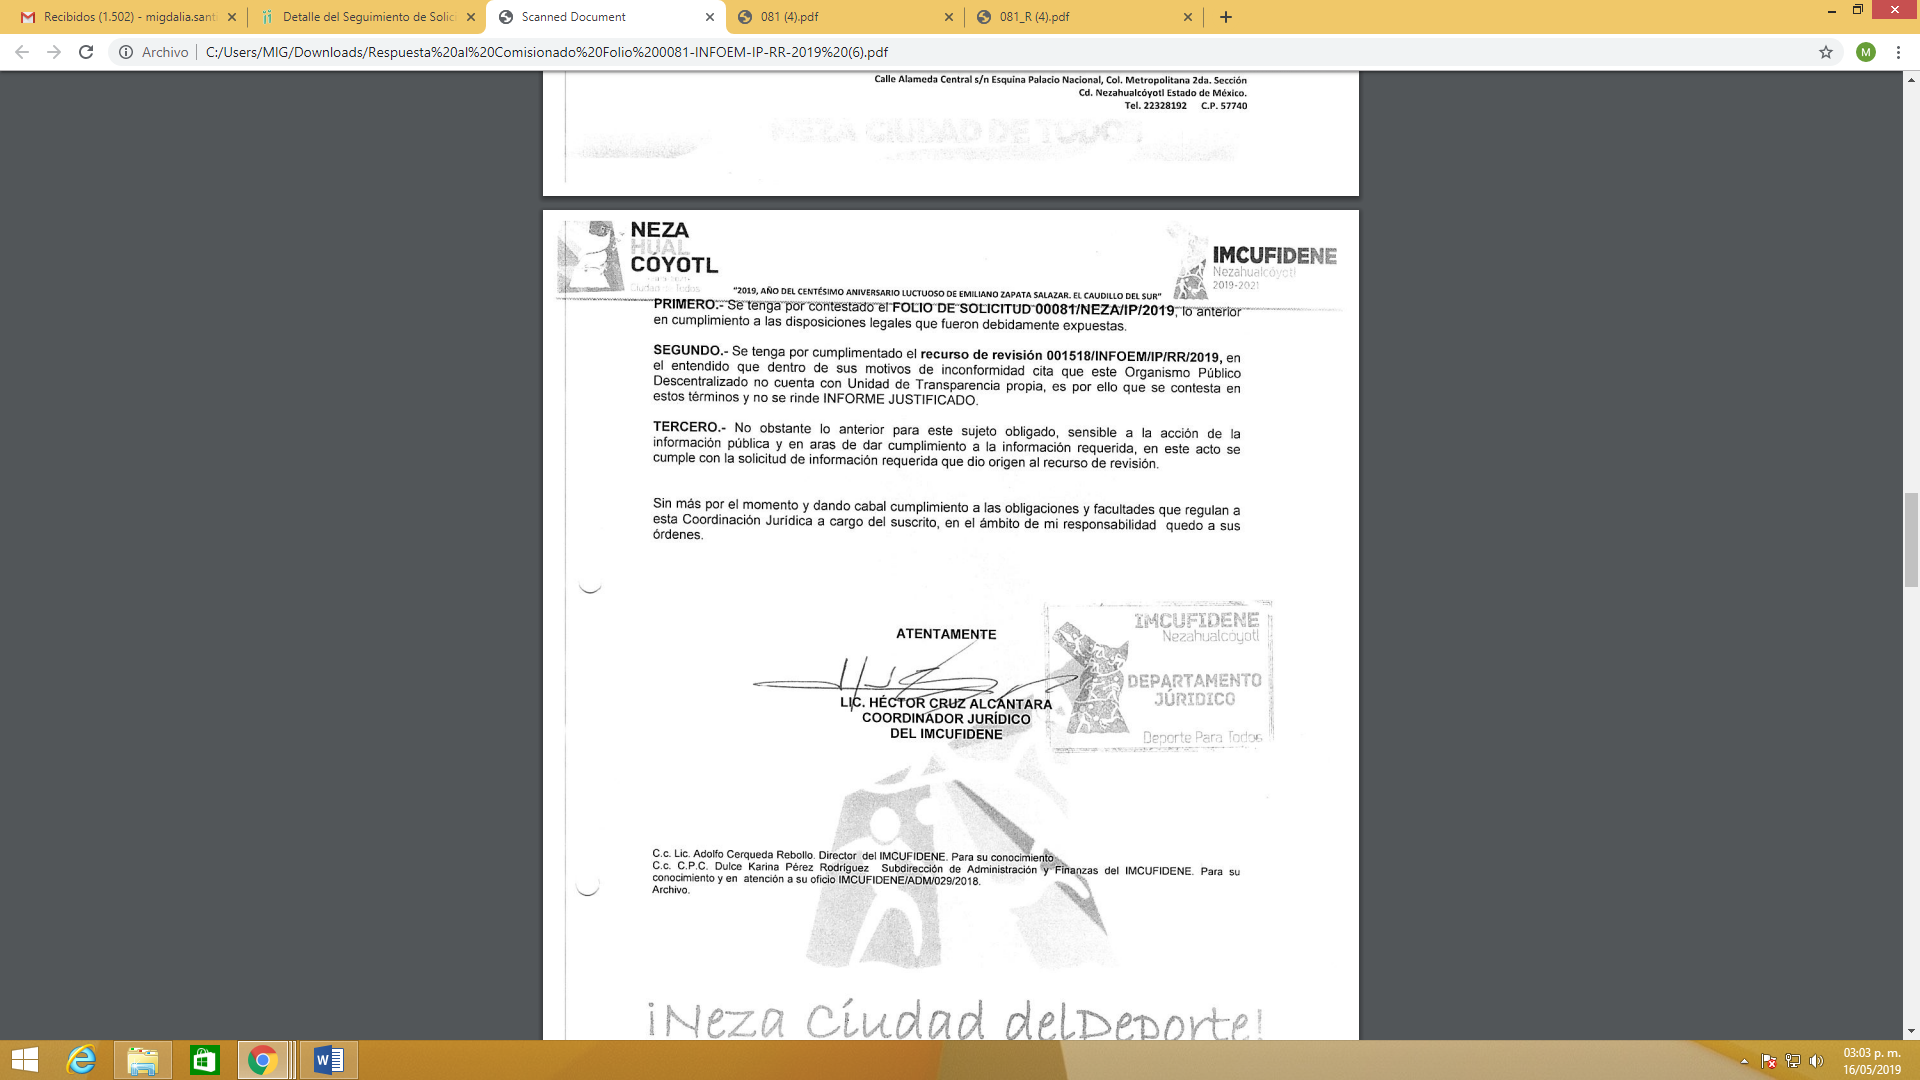 Recibidos (1.502) - migdalia.santi
Detalle del Seguimiento de Solici
Scanned Document
081 (4).pdf
081_R (4).pdf
Archivo
C:/Users/MIG/Downloads/Respuesta%20al%20Comisionado%20Folio%200081-INFOEM-IP-RR-2019%20(6).pdf
M
Calle Alameda Central s/n Esquina Palacio Nacional, Col. Metropolitana 2da. Sección
Cd. Nezahualcóyotl Estado de México.
Tel. 22328192 C.P. 57740
NEZA CIUDAD DE TODOS
NEZA
HUAL
CÓYOTL
Ciudad de Todos
IMCUFIDENE
Nezahualcóyotl
2019-2021
"2019, AÑO DEL CENTÉSIMO ANIVERSARIO LUCTUOSO DE EMILIANO ZAPATA SALAZAR. EL CAUDILLO DEL SUR"
PRIMERO.- Se tenga por contestado el FOLIO DE SOLICITUD 00081/NEZA/IP/2019, lo anterior
en cumplimiento a las disposiciones legales que fueron debidamente expuestas.
SEGUNDO.- Se tenga por cumplimentado el recurso de revisión 001518/INFOEM/IP/RR/2019, en
el entendido que dentro de sus motivos de inconformidad cita que este Organismo Público
Descentralizado no cuenta con Unidad de Transparencia propia, es por ello que se contesta en
estos términos y no se rinde INFORME JUSTIFICADO.
TERCERO.- No obstante lo anterior para este sujeto obligado, sensible a la acción de la
información pública y en aras de dar cumplimiento a la información requerida, en este acto se
cumple con la solicitud de información requerida que dio origen al recurso de revisión.
Sin más por el momento y dando cabal cumplimiento a las obligaciones y facultades que regulan a
esta Coordinación Jurídica a cargo del suscrito, en el ámbito de mi responsabilidad quedo a sus
órdenes.
ATENTAMENTE
LIC. HÉCTOR CRUZ ALCÁNTARA
COORDINADOR JURÍDICO
DEL IMCUFIDENE
IMCUFIDENE
Nezahualcóyotl
DEPARTAMENTO
JÚRIDICO
Deporte Para Todos
C.c. Lic. Adolfo Cerqueda Rebollo. Director del IMCUFIDENE. Para su conocimiento
C.c. C.P.C. Dulce Karina Pérez Rodríguez Subdirección de Administración y Finanzas del IMCUFIDENE. Para su
conocimiento y en atención a su oficio IMCUFIDENE/ADM/029/2018.
Archivo.
¡Neza Ciudad delDeporte!
03:03 p. m.
16/05/2019